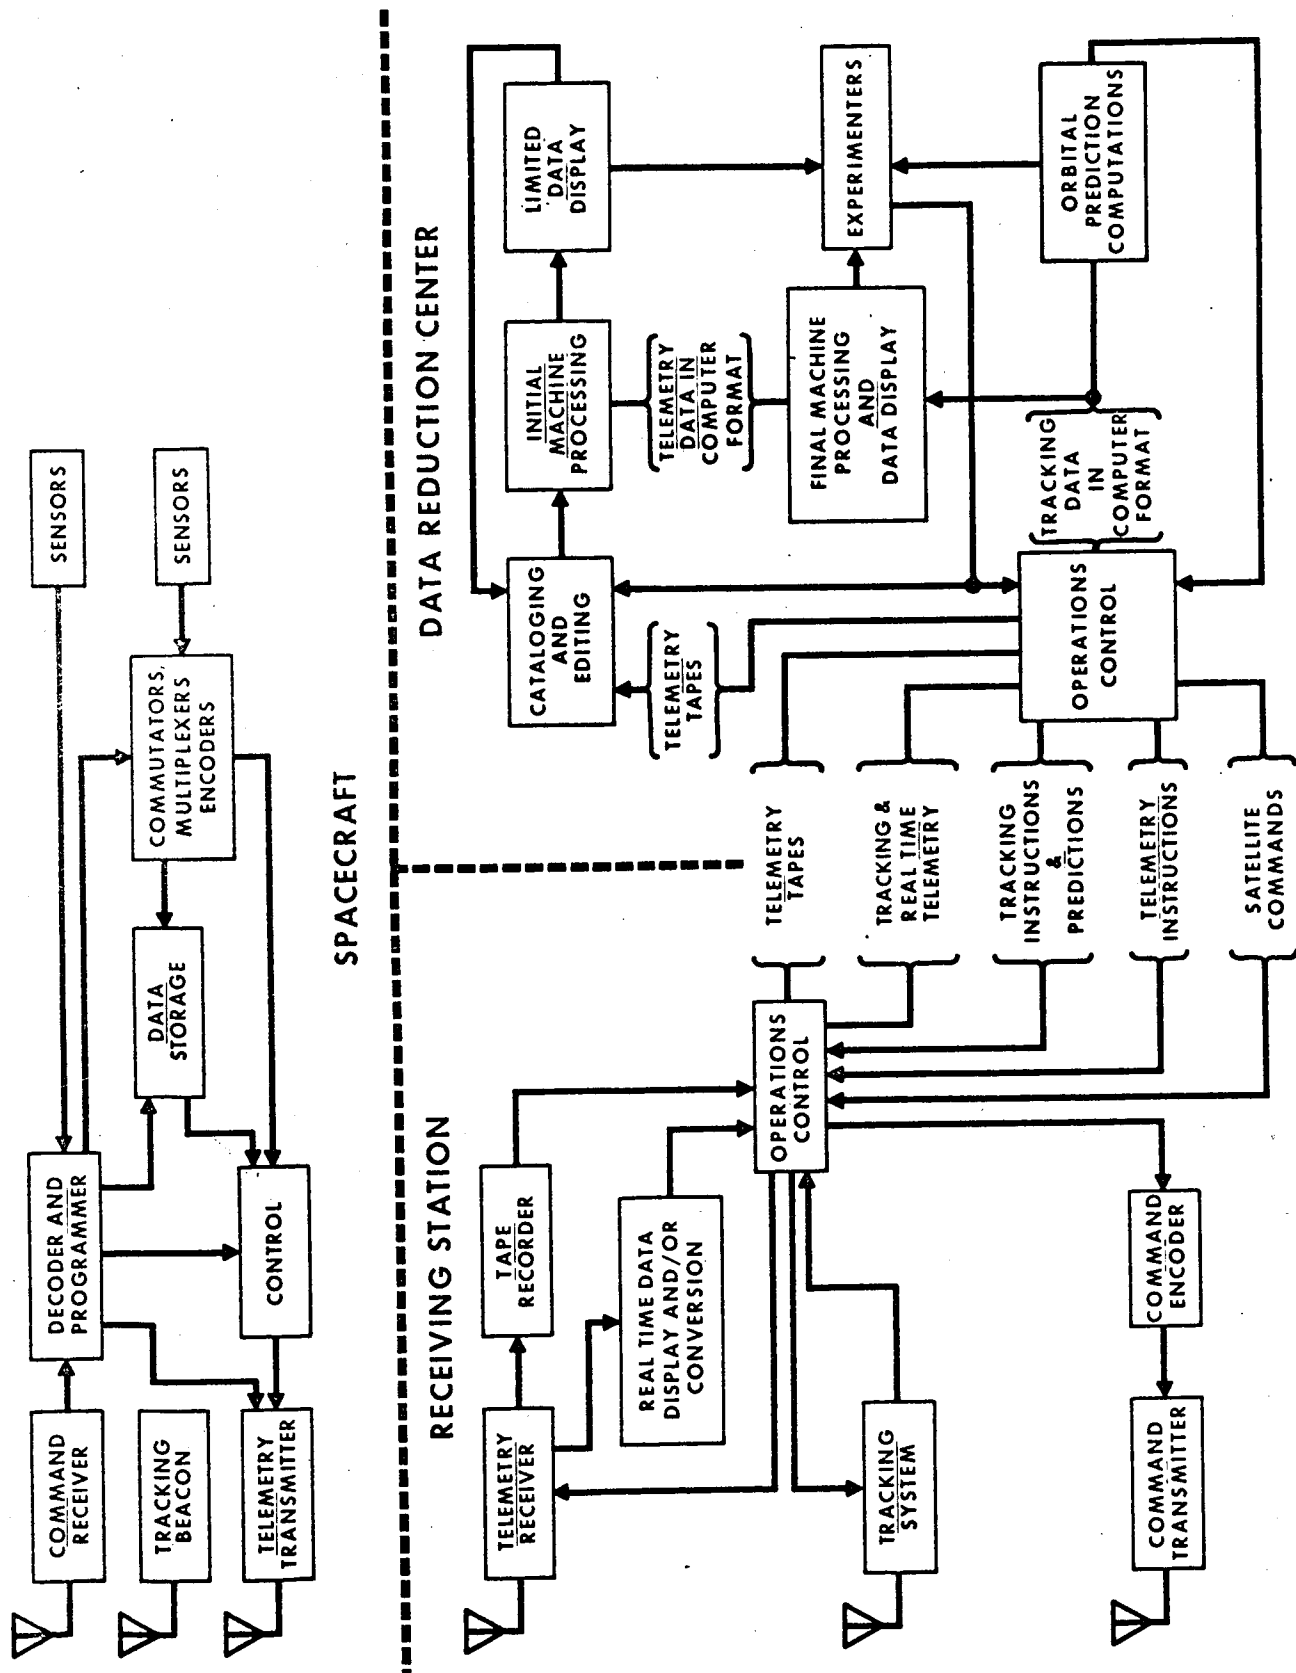 SENSORS
SENSORS
COMMUTATORS,
MULTIPLEXERS
ENCODERS
DATA
STORAGE
DECODER AND
PROGRAMMER
CONTROL
COMMAND
RECEIVER
TRACKING
BEACON
TELEMETRY
TRANSMITTER
SPACECRAFT
RECEIVING STATION
TELEMETRY
RECEIVER
TAPE
RECORDER
REAL TIME DATA
DISPLAY AND/OR
CONVERSION
TRACKING
SYSTEM
COMMAND
TRANSMITTER
COMMAND
ENCODER
OPERATIONS
CONTROL
TELEMETRY
TAPES
TRACKING &
REAL TIME
TELEMETRY
TRACKING
INSTRUCTIONS
&
PREDICTIONS
TELEMETRY
INSTRUCTIONS
SATELLITE
COMMANDS
DATA REDUCTION CENTER
CATALOGING
AND
EDITING
INITIAL
MACHINE
PROCESSING
LIMITED
DATA
DISPLAY
TELEMETRY
TAPES
TELEMETRY
DATA IN
COMPUTER
FORMAT
FINAL MACHINE
PROCESSING
AND
DATA DISPLAY
EXPERIMENTERS
OPERATIONS
CONTROL
TRACKING
DATA
IN
COMPUTER
FORMAT
ORBITAL
PREDICTION
COMPUTATIONS